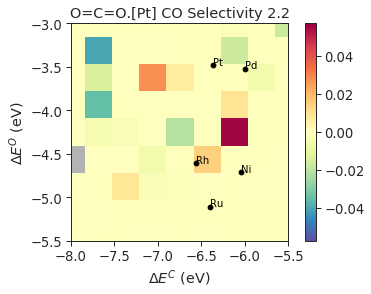 O=C=O.[Pt] CO Selectivity 2.2
−3.0
−3.5
−4.0
−4.5
−5.0
−5.5
ΔE^O (eV)
Pt
Pd
Rh
Ni
Ru
−8.0 −7.5 −7.0 −6.5 −6.0 −5.5
ΔE^C (eV)
0.04
0.02
0.00
−0.02
−0.04